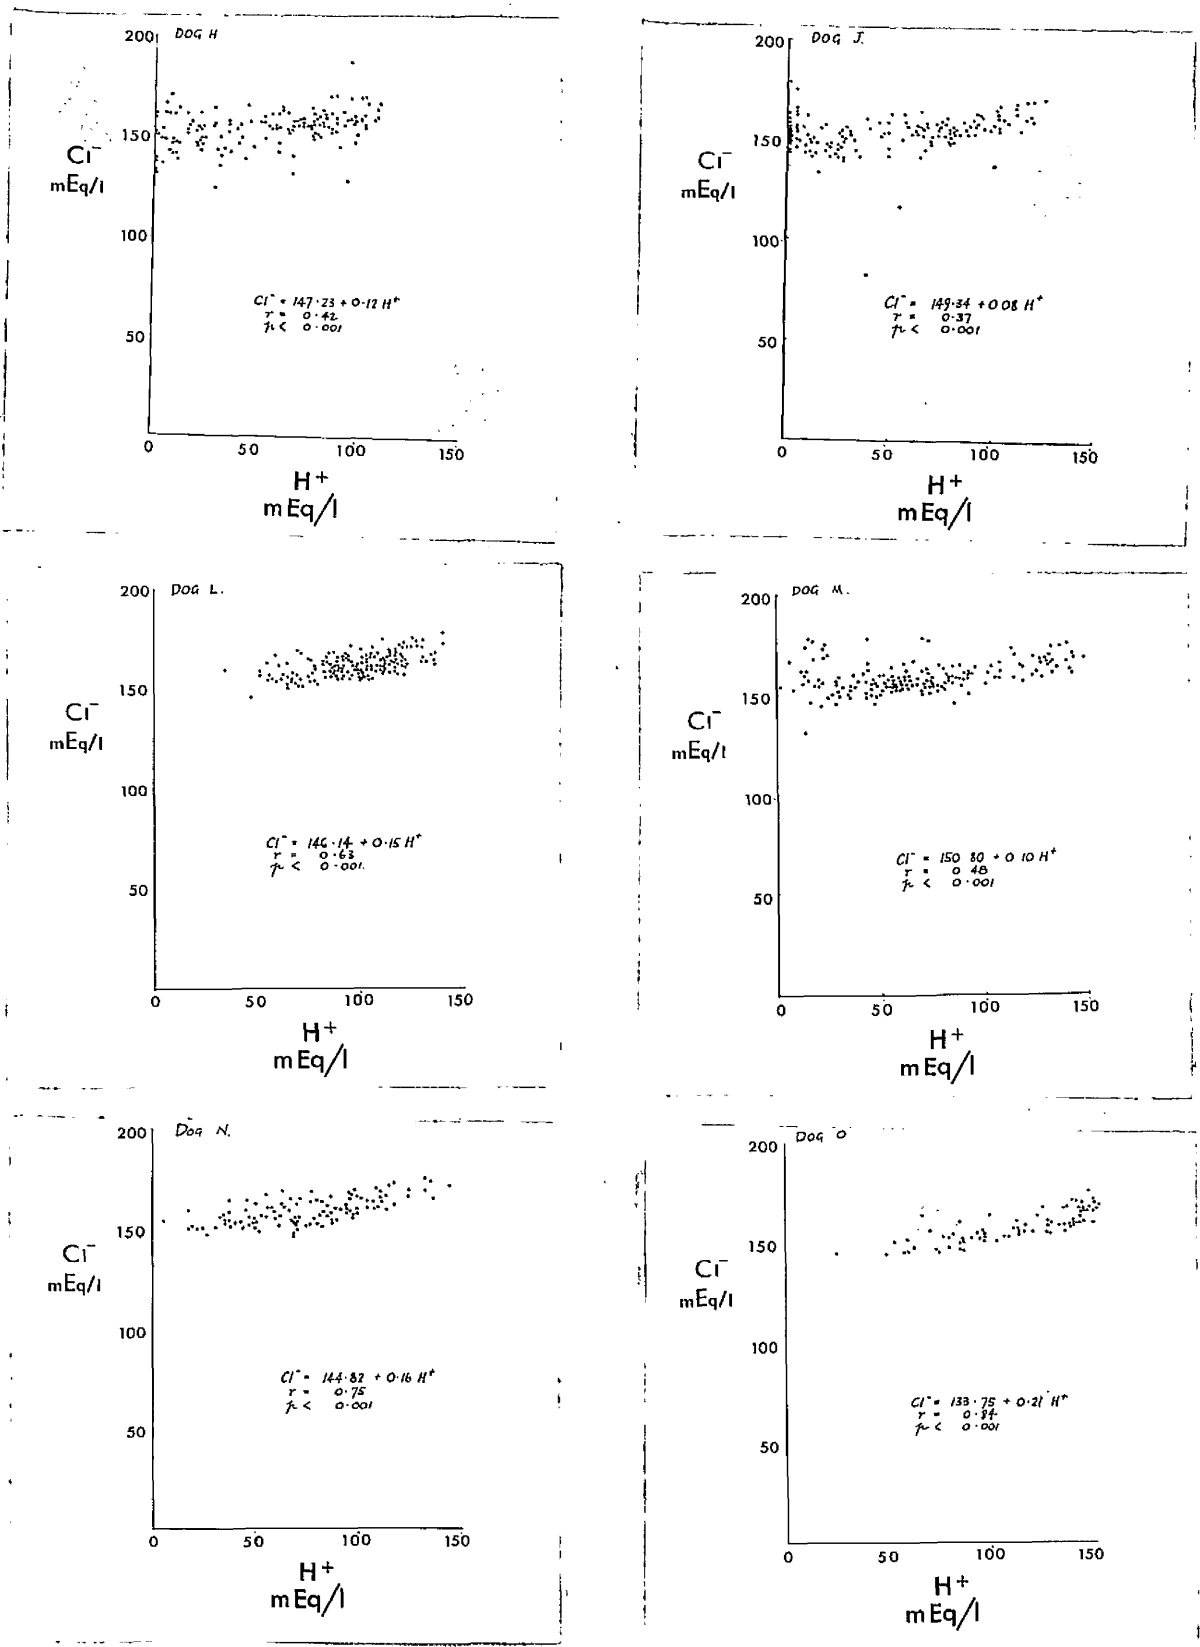 DOG H
200
150
100
50
Cl⁻
mEq/l
Cl⁻ = 147·23 + 0·12 H⁺
r = 0·42
p < 0·001
0 50 100 150
H+
mEq/l
DOG J.
200
150
100
50
Cl⁻
mEq/l
Cl⁻ = 149·34 + 0 08 H⁺
r = 0·37
p < 0·001
0 50 100 150
H+
mEq/l
DOG L.
200
150
100
50
Cl⁻
mEq/l
Cl⁻ = 146·14 + 0·15 H⁺
r = 0·63
p < 0·001.
0 50 100 150
H+
mEq/l
DOG M.
200
150
100
50
Cl⁻
mEq/l
Cl⁻ = 150 80 + 0 10 H⁺
r = 0 48
p < 0·001
0 50 100 150
H+
mEq/l
DOG N.
200
150
100
50
Cl⁻
mEq/l
Cl⁻ = 144·82 + 0·16 H⁺
r = 0·75
p < 0·001
0 50 100 150
H+
mEq/l
DOG O
200
150
100
50
Cl⁻
mEq/l
Cl⁻ = 133·75 + 0·21 H⁺
r = 0·84
p < 0·001
0 50 100 150
H+
mEq/l